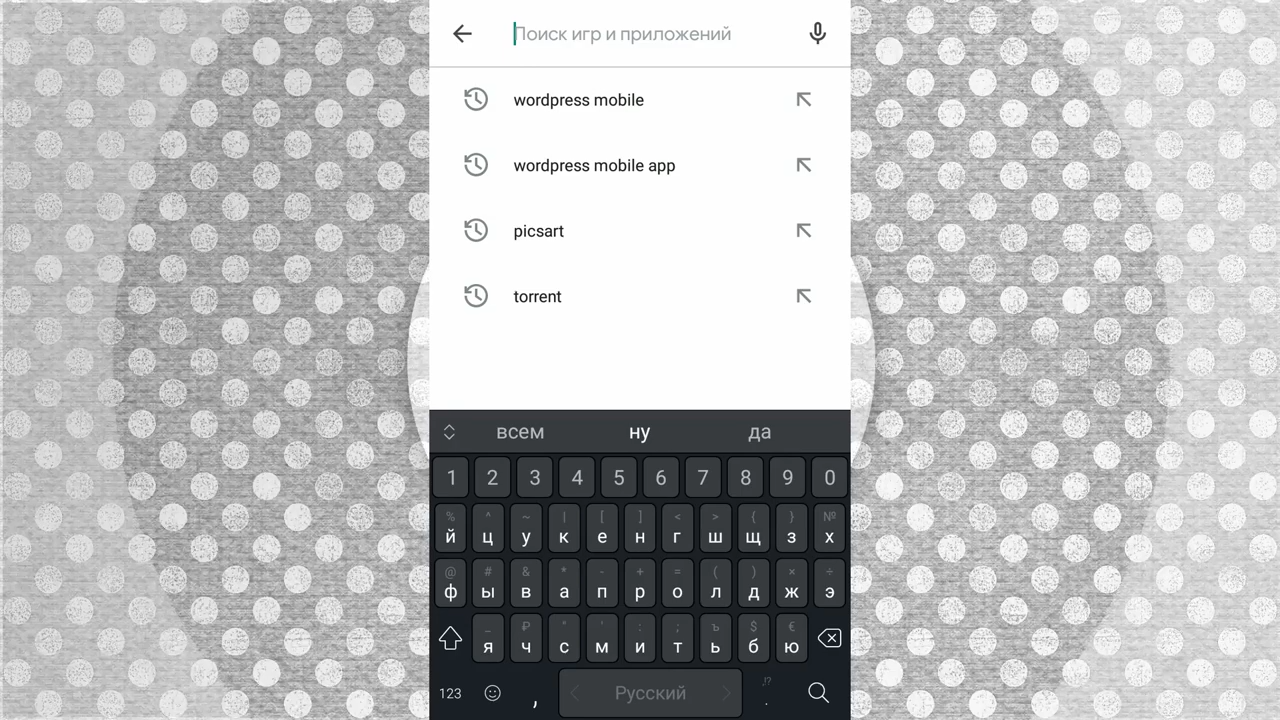 Поиск игр и приложений
wordpress mobile
wordpress mobile app
picsart
torrent
всем ну да
1 2 3 4 5 6 7 8 9 0
% ^ ~ | [ ] < > { } №
й ц у к е н г ш щ з х
@ # & * - + = ( ) × ÷
ф ы в а п р о л д ж э
_ ₽ " ' : ; ъ $ €
я ч с м и т ь б ю
123 , Русский ,!? .